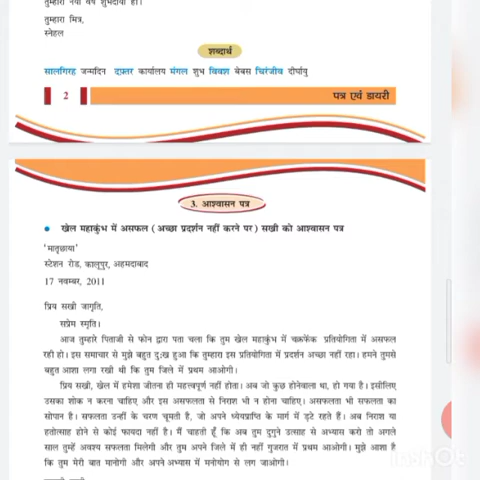 तुम्हारा नया वर्ष शुभदायी हो।
तुम्हारा मित्र,
स्नेहल
शब्दार्थ
सालगिरह जन्मदिन दफ़्तर कार्यालय मंगल शुभ विवश बेबस चिरंजीव दीर्घायु
2 पत्र एवं डायरी
3. आश्वासन पत्र
• खेल महाकुंभ में असफल (अच्छा प्रदर्शन नहीं करने पर) सखी को आश्वासन पत्र
'मातृछाया'
स्टेशन रोड, कालूपुर, अहमदाबाद
17 नवम्बर, 2011
प्रिय सखी जागृति,
सप्रेम स्मृति।
आज तुम्हारे पिताजी से फोन द्वारा पता चला कि तुम खेल महाकुंभ में चक्रफेंक प्रतियोगिता में असफल
रही हो। इस समाचार से मुझे बहुत दुःख हुआ कि तुम्हारा इस प्रतियोगिता में प्रदर्शन अच्छा नहीं रहा। हमने तुमसे
बहुत आशा लगा रखी थी कि तुम जिले में प्रथम आओगी।
प्रिय सखी, खेल में हमेशा जीतना ही महत्त्वपूर्ण नहीं होता। अब जो कुछ होनेवाला था, हो गया है। इसीलिए
उसका शोक न करना चाहिए और इस असफलता से निराश भी न होना चाहिए। असफलता भी सफलता का
सोपान है। सफलता उन्हीं के चरण चूमती है, जो अपने ध्येयप्राप्ति के मार्ग में डटे रहते हैं। अब निराश या
हतोत्साह होने से कोई फायदा नहीं है। मैं चाहती हूँ कि अब तुम दुगुने उत्साह से अभ्यास करो तो अगले
साल तुम्हें अवश्य सफलता मिलेगी और तुम अपने जिले में ही नहीं गुजरात में प्रथम आओगी। मुझे आशा है
कि तुम मेरी बात मानोगी और अपने अभ्यास में मनोयोग से लग जाओगी।